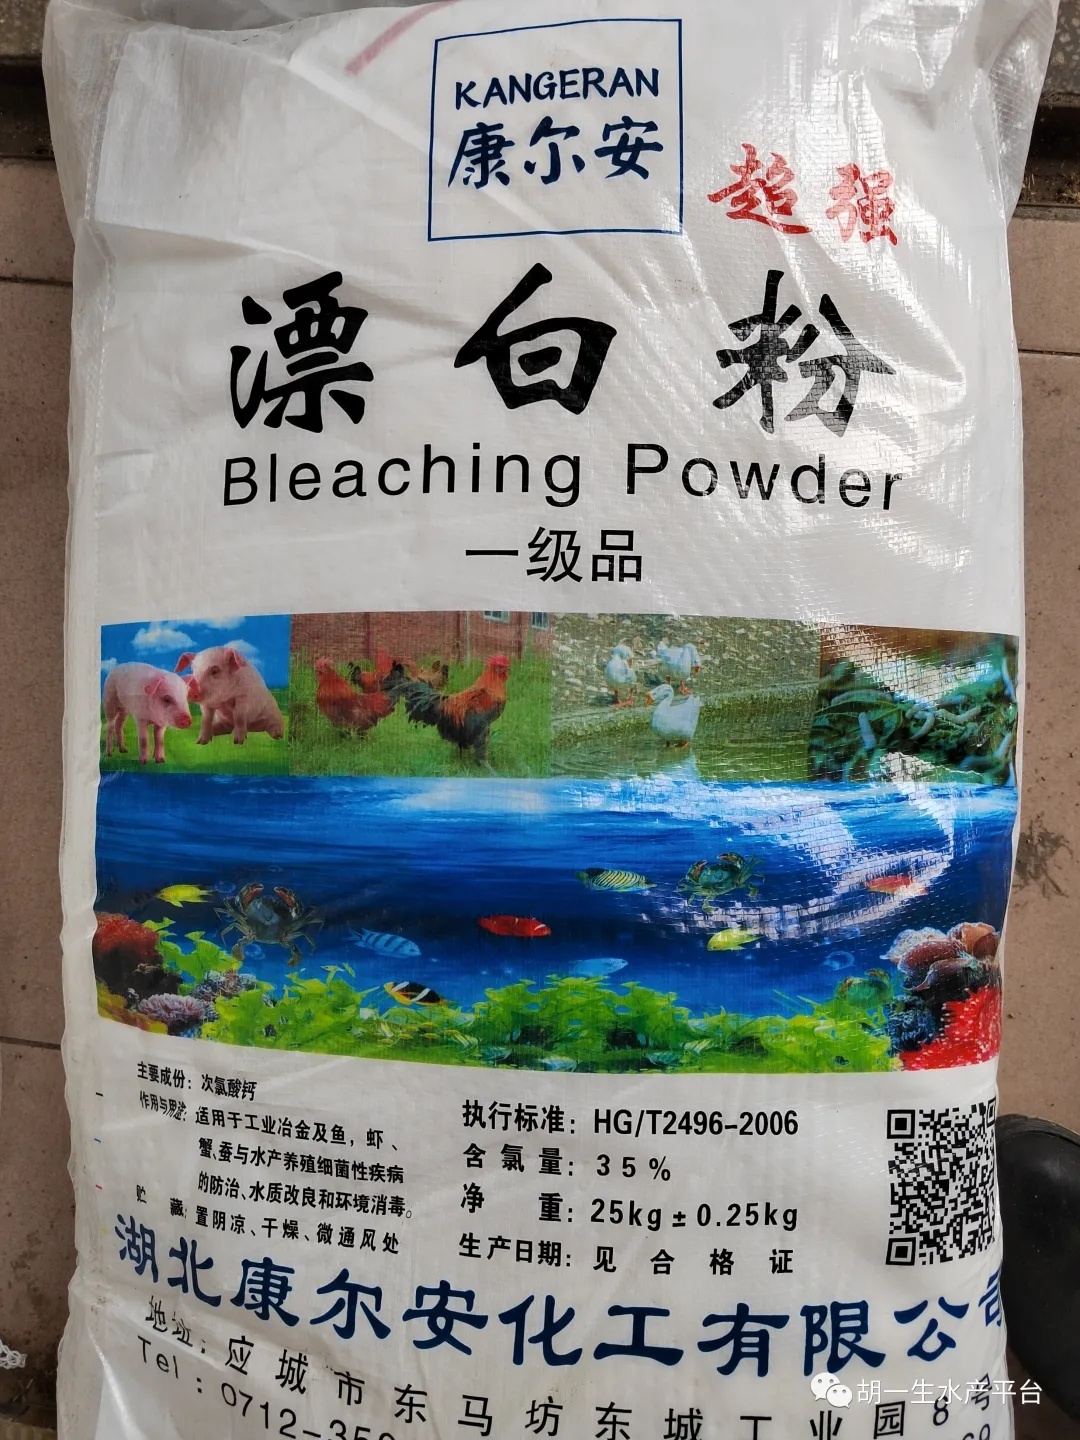 KANGERAN
康尔安
超强
漂白粉
Bleaching Powder
一级品
主要成份：次氯酸钙
作用与用途：适用于工业冶金及鱼，虾、
蟹、蚕与水产养殖细菌性疾病
的防治、水质改良和环境消毒。
贮藏：置阴凉、干燥、微通风处
执行标准：HG/T2496-2006
含氯量：35%
净重：25kg±0.25kg
生产日期：见合格证
湖北康尔安化工有限公司
地址：应城市东马坊东城工业园8号
Tel：0712-35
胡一生水产平台